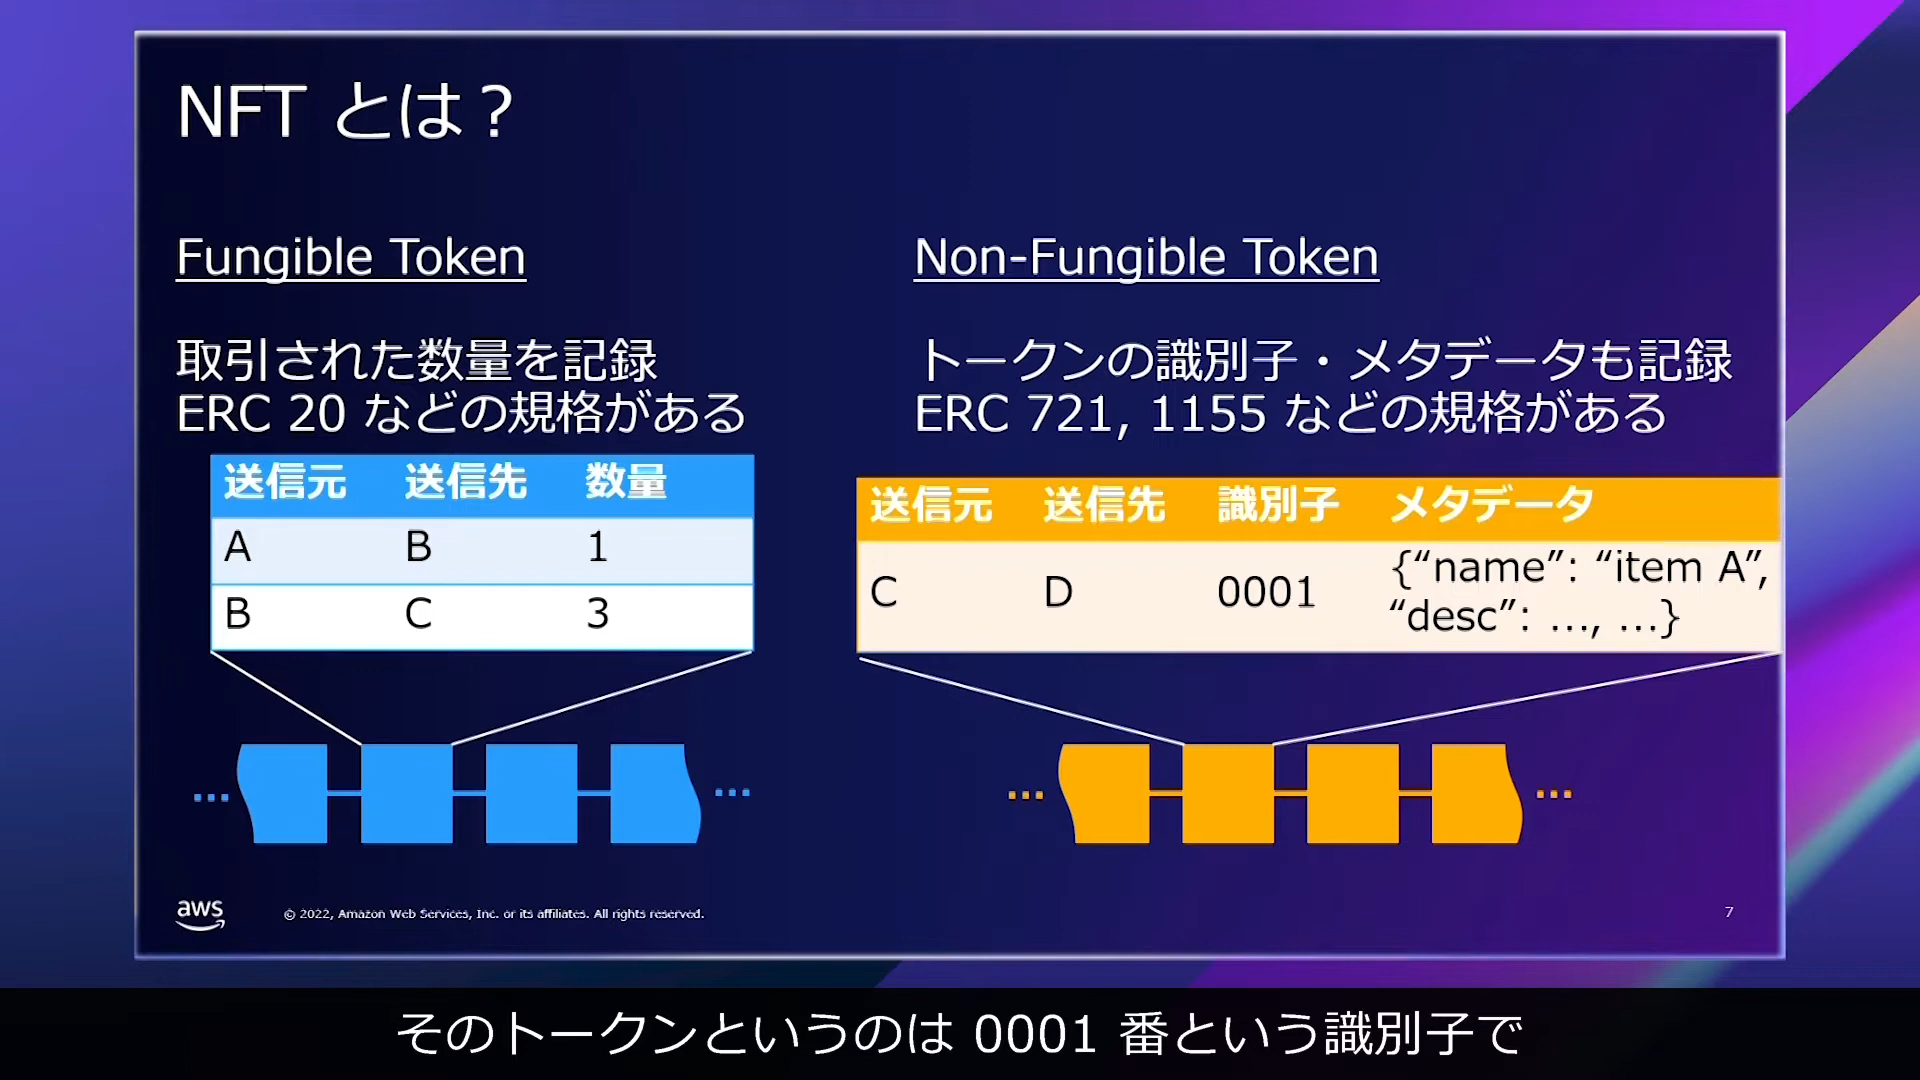 NFT とは？
Fungible Token
取引された数量を記録
ERC 20 などの規格がある
送信元 送信先 数量
A B 1
B C 3
...
...
Non-Fungible Token
トークンの識別子・メタデータも記録
ERC 721, 1155 などの規格がある
送信元 送信先 識別子 メタデータ
C D 0001 {“name”: “item A”,
“desc”: ..., ...}
...
...
aws
© 2022, Amazon Web Services, Inc. or its affiliates. All rights reserved.
7
そのトークンというのは 0001 番という識別子で